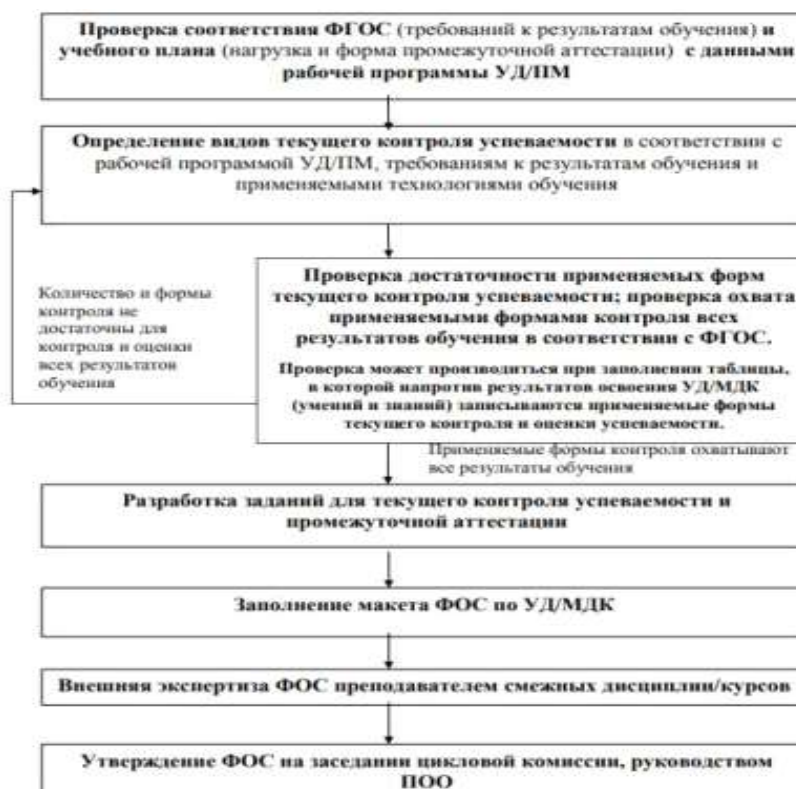 Проверка соответствия ФГОС (требований к результатам обучения) и
учебного плана (нагрузка и форма промежуточной аттестации) с данными
рабочей программы УД/ПМ
Определение видов текущего контроля успеваемости в соответствии с
рабочей программой УД/ПМ, требованиям к результатам обучения и
применяемыми технологиями обучения
Количество и формы
контроля не
достаточны для
контроля и оценки
всех результатов
обучения
Проверка достаточности применяемых форм
текущего контроля успеваемости; проверка охвата
применяемыми формами контроля всех
результатов обучения в соответствии с ФГОС.
Проверка может производиться при заполнении таблицы,
в которой напротив результатов освоения УД/МДК
(умений и знаний) записываются применяемые формы
текущего контроля и оценки успеваемости.
Применяемые формы контроля охватывают
все результаты обучения
Разработка заданий для текущего контроля успеваемости и
промежуточной аттестации
Заполнение макета ФОС по УД/МДК
Внешняя экспертиза ФОС преподавателем смежных дисциплин/курсов
Утверждение ФОС на заседании цикловой комиссии, руководством
ПОО